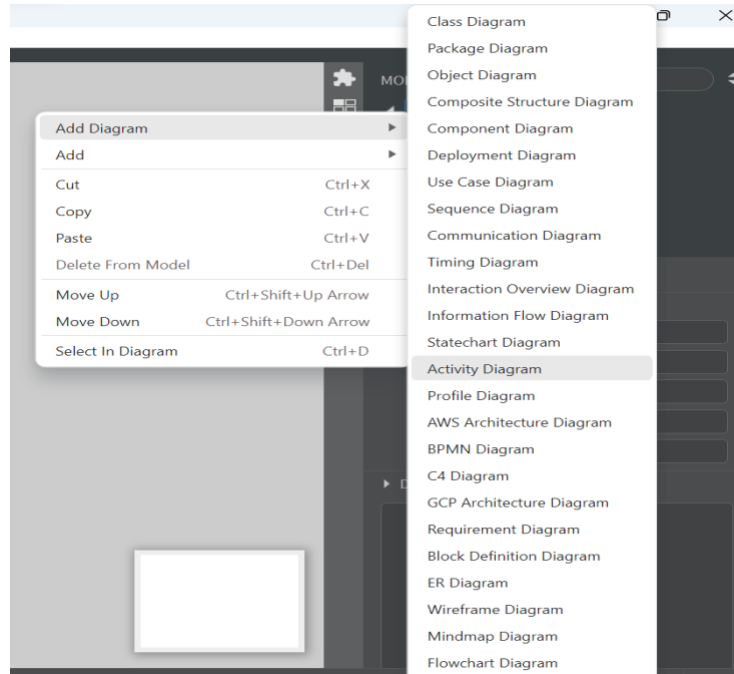 MO
Add Diagram
Add
Cut Ctrl+X
Copy Ctrl+C
Paste Ctrl+V
Delete From Model Ctrl+Del
Move Up Ctrl+Shift+Up Arrow
Move Down Ctrl+Shift+Down Arrow
Select In Diagram Ctrl+D
Class Diagram
Package Diagram
Object Diagram
Composite Structure Diagram
Component Diagram
Deployment Diagram
Use Case Diagram
Sequence Diagram
Communication Diagram
Timing Diagram
Interaction Overview Diagram
Information Flow Diagram
Statechart Diagram
Activity Diagram
Profile Diagram
AWS Architecture Diagram
BPMN Diagram
C4 Diagram
GCP Architecture Diagram
Requirement Diagram
Block Definition Diagram
ER Diagram
Wireframe Diagram
Mindmap Diagram
Flowchart Diagram